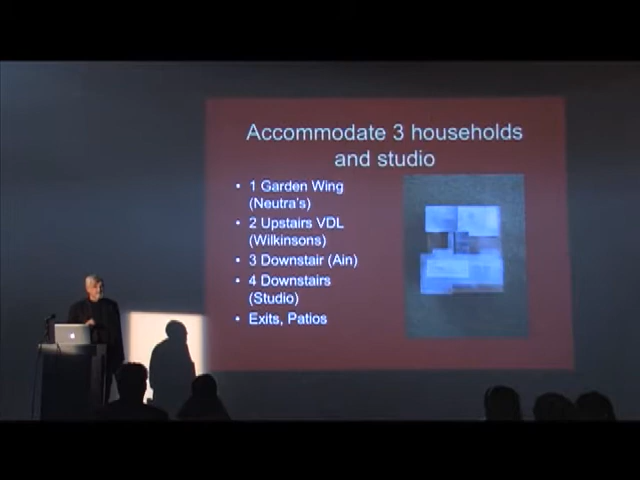 Accommodate 3 households
and studio
• 1 Garden Wing
(Neutra's)
• 2 Upstairs VDL
(Wilkinsons)
• 3 Downstair (Ain)
• 4 Downstairs
(Studio)
• Exits, Patios